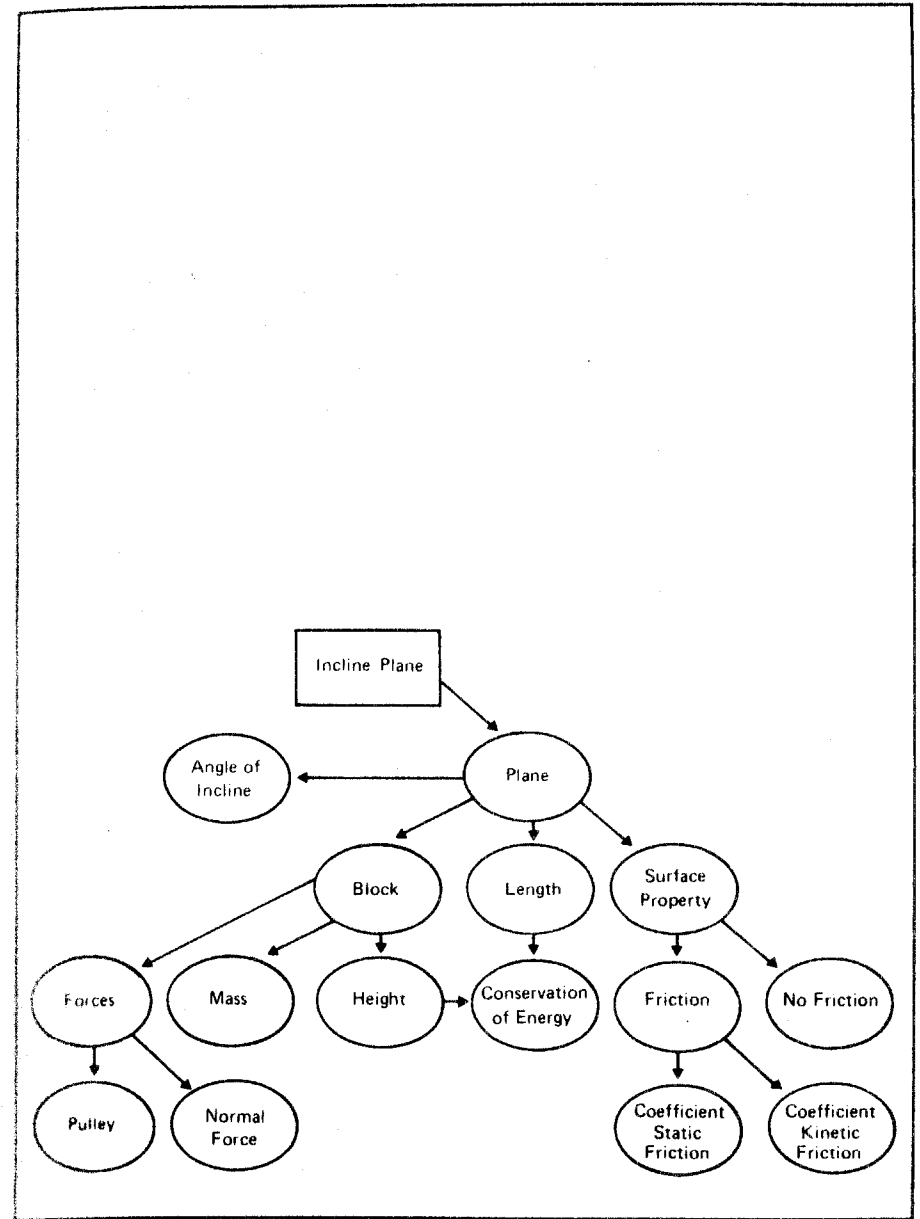 Incline Plane
Angle of
Incline
Plane
Block
Length
Surface
Property
Forces
Mass
Height
Conservation
of Energy
Friction
No Friction
Pulley
Normal
Force
Coefficient
Static
Friction
Coefficient
Kinetic
Friction